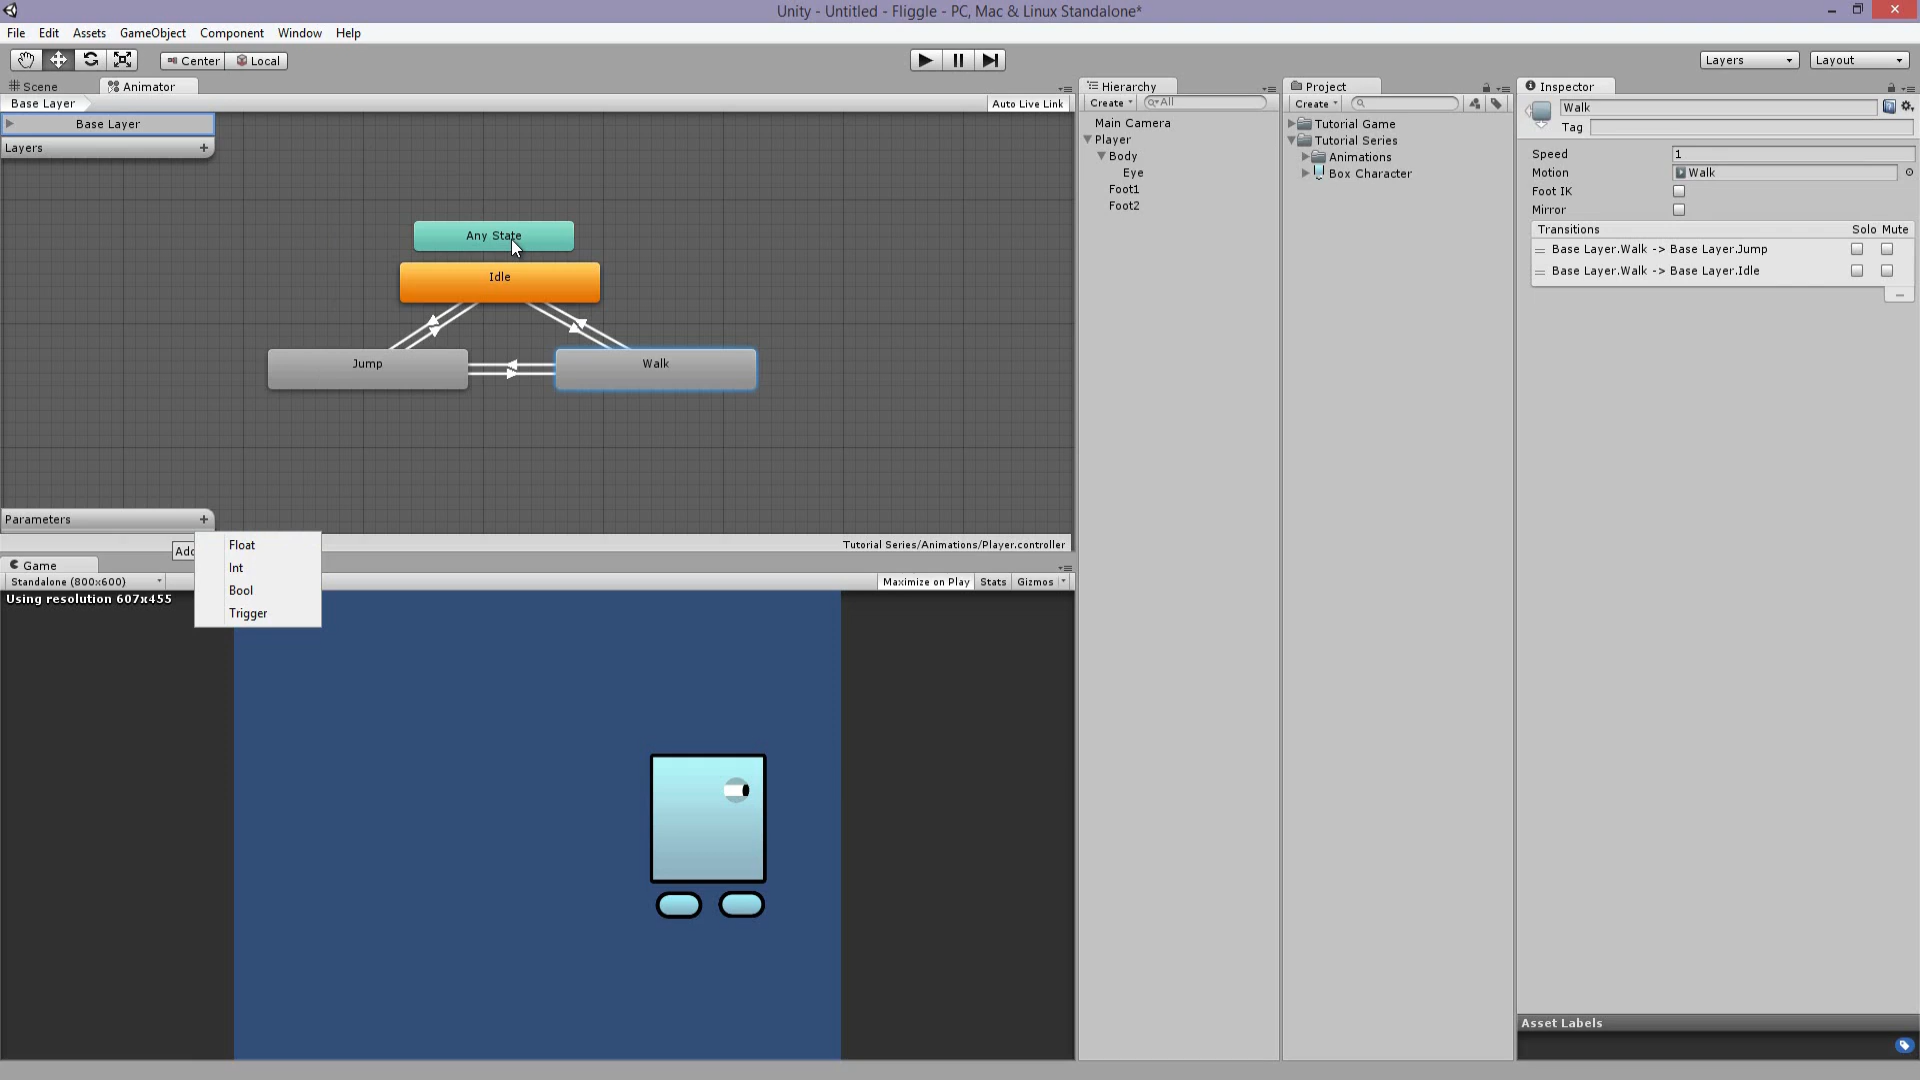 Unity - Untitled - Fliggle - PC, Mac & Linux Standalone*
File Edit Assets GameObject Component Window Help
Center Local Layers Layout
Scene Animator
Base Layer Auto Live Link
Base Layer
Layers +
Any State
Idle
Jump
Walk
Parameters +
Float
Int
Bool
Trigger
Tutorial Series/Animations/Player.controller
Game
Standalone (800x600) Maximize on Play Stats Gizmos
Using resolution 607x455
Hierarchy
Create All
Main Camera
Player
Body
Eye
Foot1
Foot2
Project
Create
Tutorial Game
Tutorial Series
Animations
Box Character
Inspector
Walk
Tag
Speed 1
Motion Walk
Foot IK
Mirror
Transitions Solo Mute
Base Layer.Walk -> Base Layer.Jump
Base Layer.Walk -> Base Layer.Idle
Asset Labels